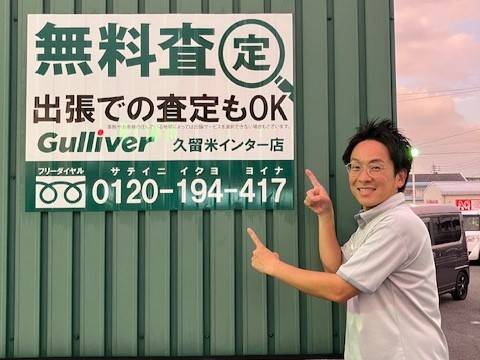 無料査定
出張での査定もOK
Gulliver 久留米インター店
フリーダイヤル サテイニ イクヨ ヨイナ
0120-194-417